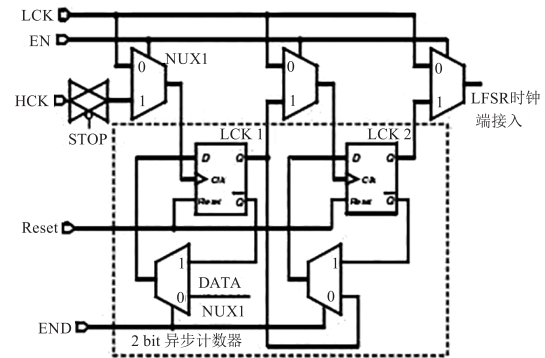 LCK
EN
NUX1
0
0
0
HCK
1
1
1
LFSR时钟
端接入
STOP
LCK 1
LCK 2
D
Q
D
Q
Clk
Clk
Reset
Q
Reset
Q
Reset
1
DATA
1
0
NUX1
0
END
2 bit 异步计数器